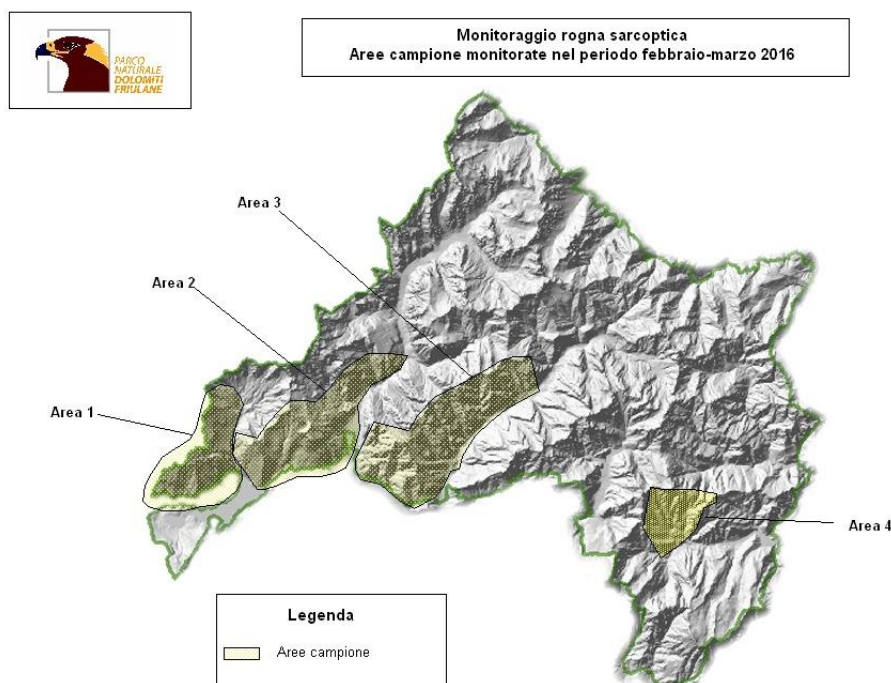 PARCO
NATURALE
DOLOMITI
FRIULANE
Monitoraggio rogna sarcoptica
Aree campione monitorate nel periodo febbraio-marzo 2016
Area 3
Area 2
Area 1
Area 4
Legenda
Aree campione